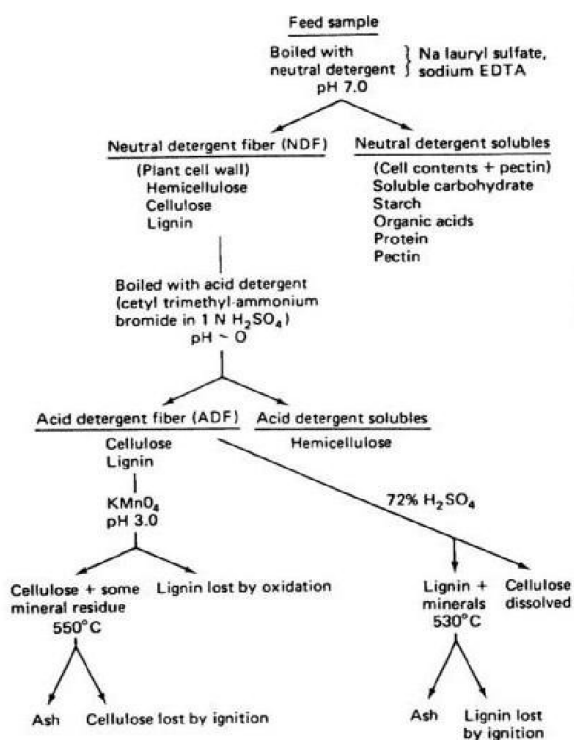 Feed sample
Boiled with
neutral detergent
pH 7.0
Na lauryl sulfate,
sodium EDTA
Neutral detergent fiber (NDF)
(Plant cell wall)
Hemicellulose
Cellulose
Lignin
Neutral detergent solubles
(Cell contents + pectin)
Soluble carbohydrate
Starch
Organic acids
Protein
Pectin
Boiled with acid detergent
(cetyl trimethyl-ammonium
bromide in 1 N H₂SO₄)
pH ~ O
Acid detergent fiber (ADF)
Cellulose
Lignin
Acid detergent solubles
Hemicellulose
KMnO₄
pH 3.0
72% H₂SO₄
Cellulose + some
mineral residue
550°C
Lignin lost by oxidation
Lignin +
minerals
530°C
Cellulose
dissolved
Ash
Cellulose lost by ignition
Ash
Lignin lost
by ignition